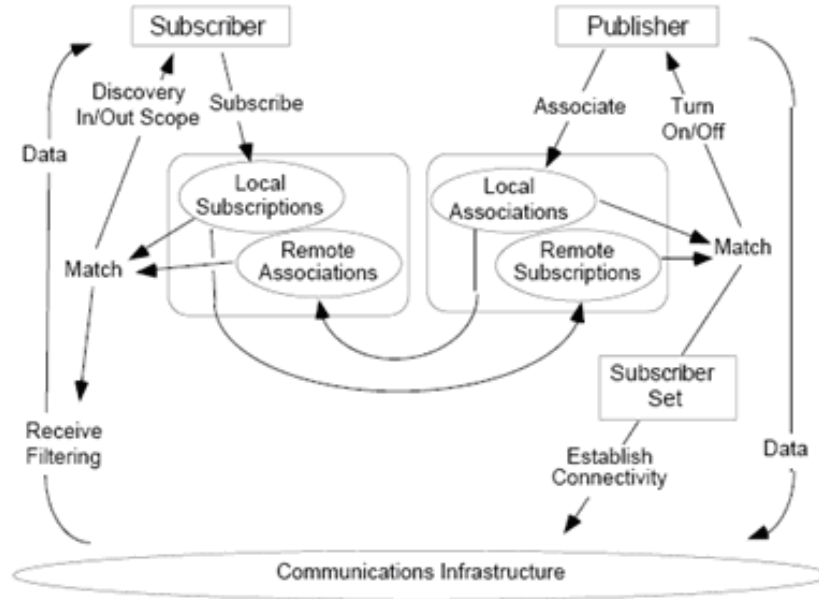 Subscriber
Publisher
Discovery
In/Out Scope
Subscribe
Associate
Turn
On/Off
Data
Local
Subscriptions
Remote
Associations
Match
Local
Associations
Remote
Subscriptions
Match
Subscriber
Set
Receive
Filtering
Establish
Connectivity
Data
Communications Infrastructure